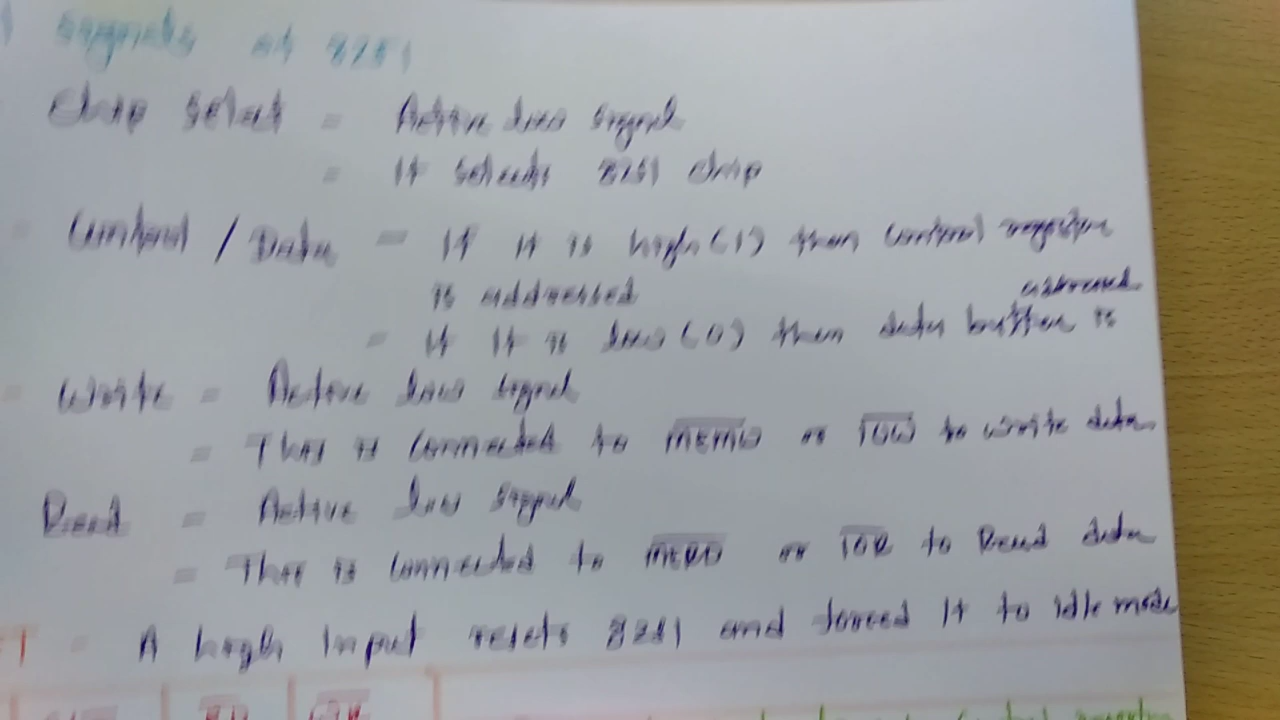 signals of 8251
Chip Select = Active low signal
= It selects 8251 chip
= Control / Data = If it is high (1) then control register
is addressed
addressed
= If it is low (0) then data buffer is
= Write = Active low signal
= This is connected to MEMW or IOW to write data
Read = Active low signal
= This is connected to or IOR to Read data
= A high Input resets 8251 and forced It to idle mode
RD